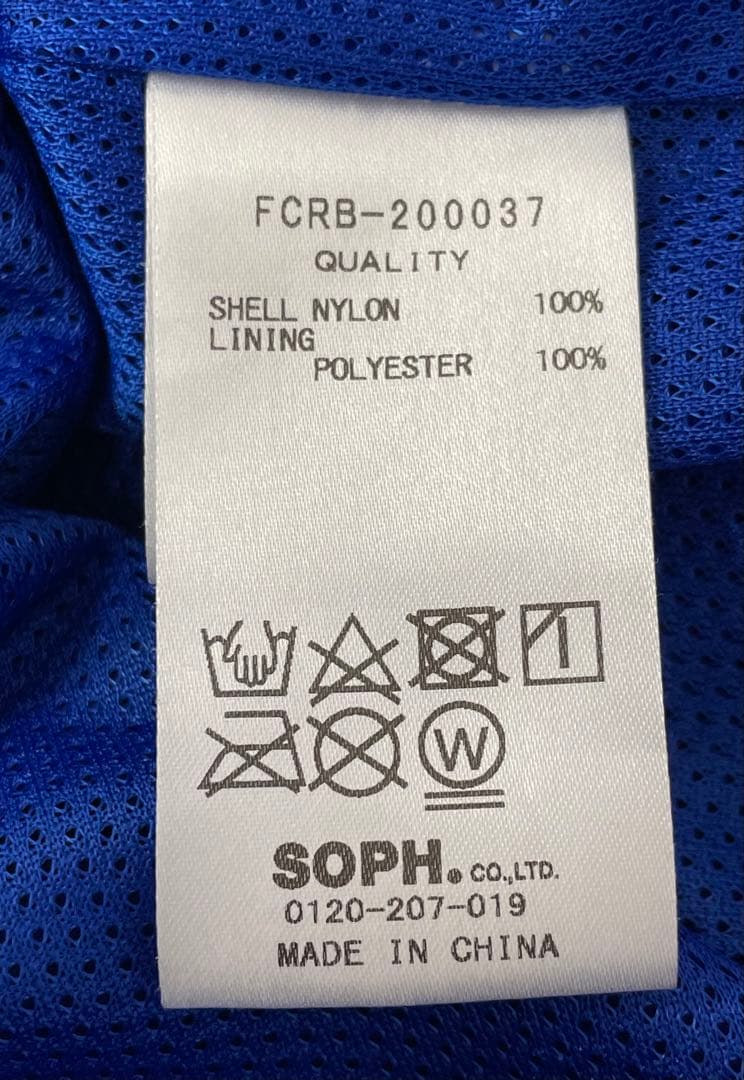 FCRB-200037
QUALITY
SHELL NYLON 100%
LINING
POLYESTER 100%
W
SOPH. CO.,LTD.
0120-207-019
MADE IN CHINA